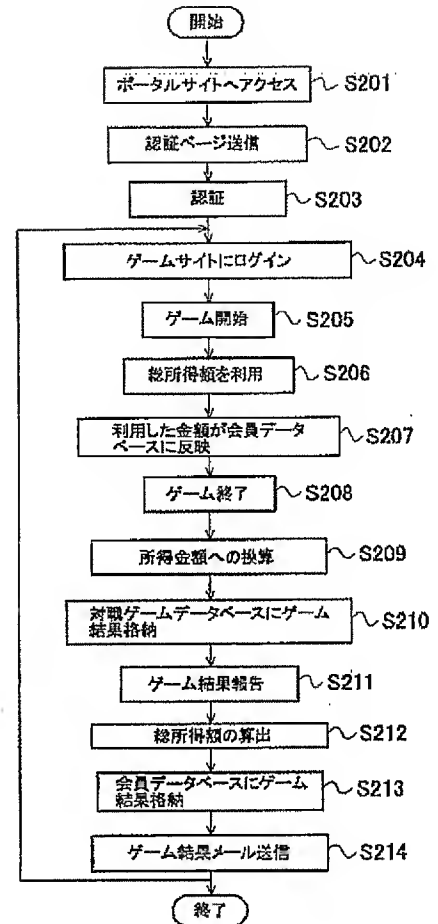 開始
ポータルサイトへアクセス
S201
認証ページ送信
S202
認証
S203
ゲームサイトにログイン
S204
ゲーム開始
S205
総所得額を利用
S206
利用した金額が会員データ
ベースに反映
S207
ゲーム終了
S208
所得金額への換算
S209
対戦ゲームデータベースにゲーム
結果格納
S210
ゲーム結果報告
S211
総所得額の算出
S212
会員データベースにゲーム
結果格納
S213
ゲーム結果メール送信
S214
終了